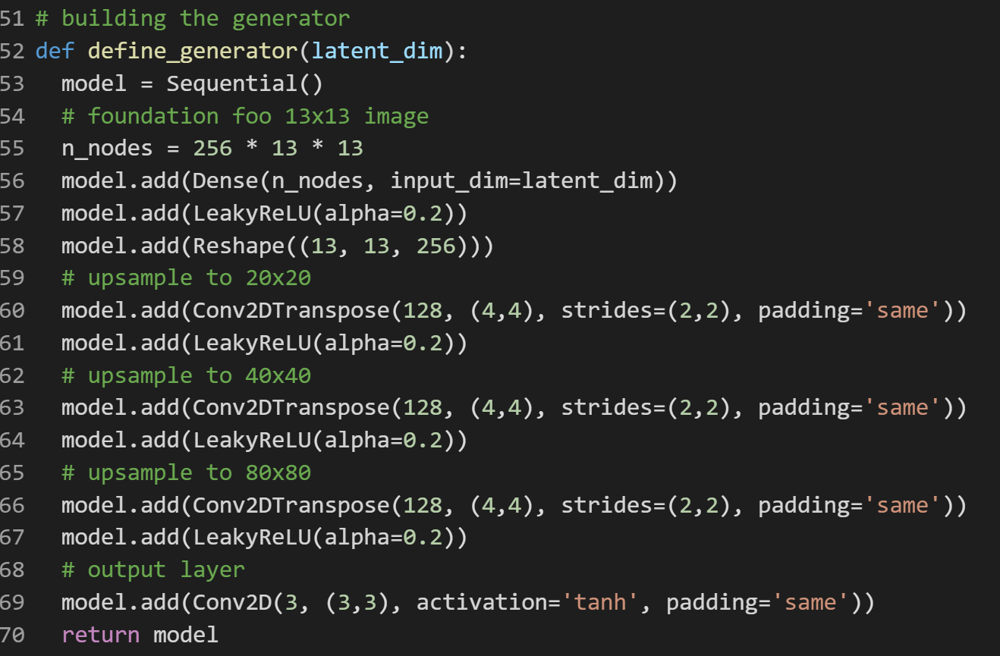 51 # building the generator
52 def define_generator(latent_dim):
53   model = Sequential()
54   # foundation foo 13x13 image
55   n_nodes = 256 * 13 * 13
56   model.add(Dense(n_nodes, input_dim=latent_dim))
57   model.add(LeakyReLU(alpha=0.2))
58   model.add(Reshape((13, 13, 256)))
59   # upsample to 20x20
60   model.add(Conv2DTranspose(128, (4,4), strides=(2,2), padding='same'))
61   model.add(LeakyReLU(alpha=0.2))
62   # upsample to 40x40
63   model.add(Conv2DTranspose(128, (4,4), strides=(2,2), padding='same'))
64   model.add(LeakyReLU(alpha=0.2))
65   # upsample to 80x80
66   model.add(Conv2DTranspose(128, (4,4), strides=(2,2), padding='same'))
67   model.add(LeakyReLU(alpha=0.2))
68   # output layer
69   model.add(Conv2D(3, (3,3), activation='tanh', padding='same'))
70   return model